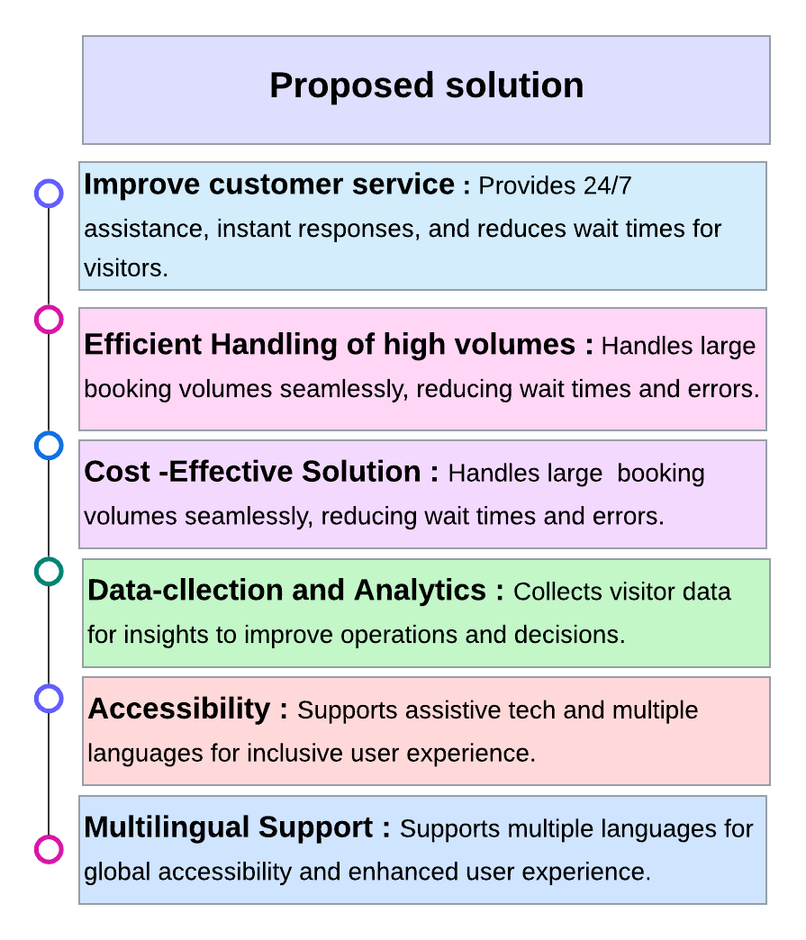 Proposed solution
Improve customer service : Provides 24/7
assistance, instant responses, and reduces wait times for
visitors.
Efficient Handling of high volumes : Handles large
booking volumes seamlessly, reducing wait times and errors.
Cost -Effective Solution : Handles large  booking
volumes seamlessly, reducing wait times and errors.
Data-cllection and Analytics : Collects visitor data
for insights to improve operations and decisions.
Accessibility : Supports assistive tech and multiple
languages for inclusive user experience.
Multilingual Support : Supports multiple languages for
global accessibility and enhanced user experience.